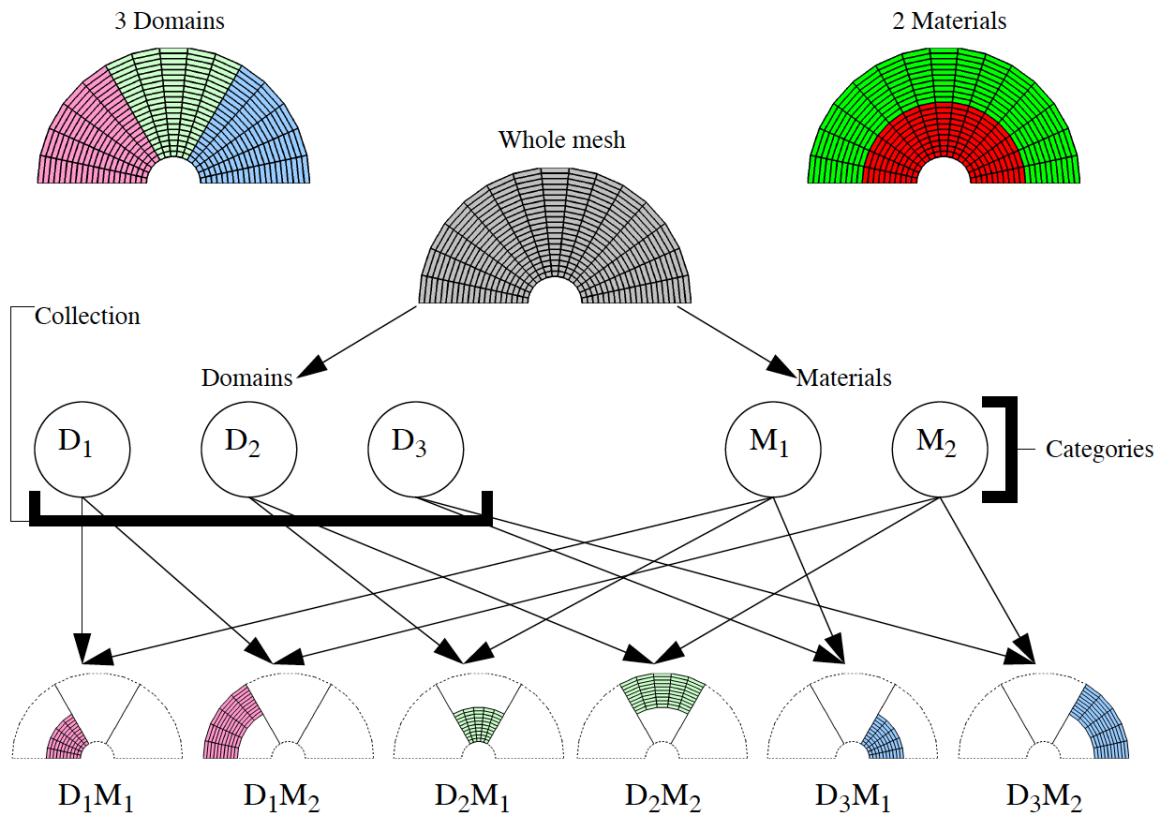 3 Domains
2 Materials
Whole mesh
Collection
Domains
Materials
D₁
D₂
D₃
M₁
M₂
Categories
D₁M₁
D₁M₂
D₂M₁
D₂M₂
D₃M₁
D₃M₂